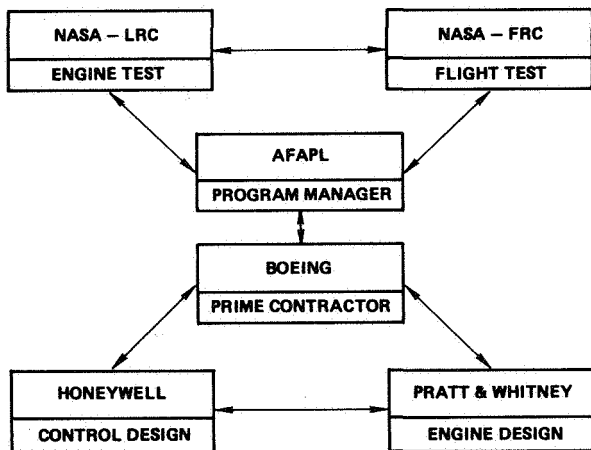 NASA – LRC
ENGINE TEST
NASA – FRC
FLIGHT TEST
AFAPL
PROGRAM MANAGER
BOEING
PRIME CONTRACTOR
HONEYWELL
CONTROL DESIGN
PRATT & WHITNEY
ENGINE DESIGN